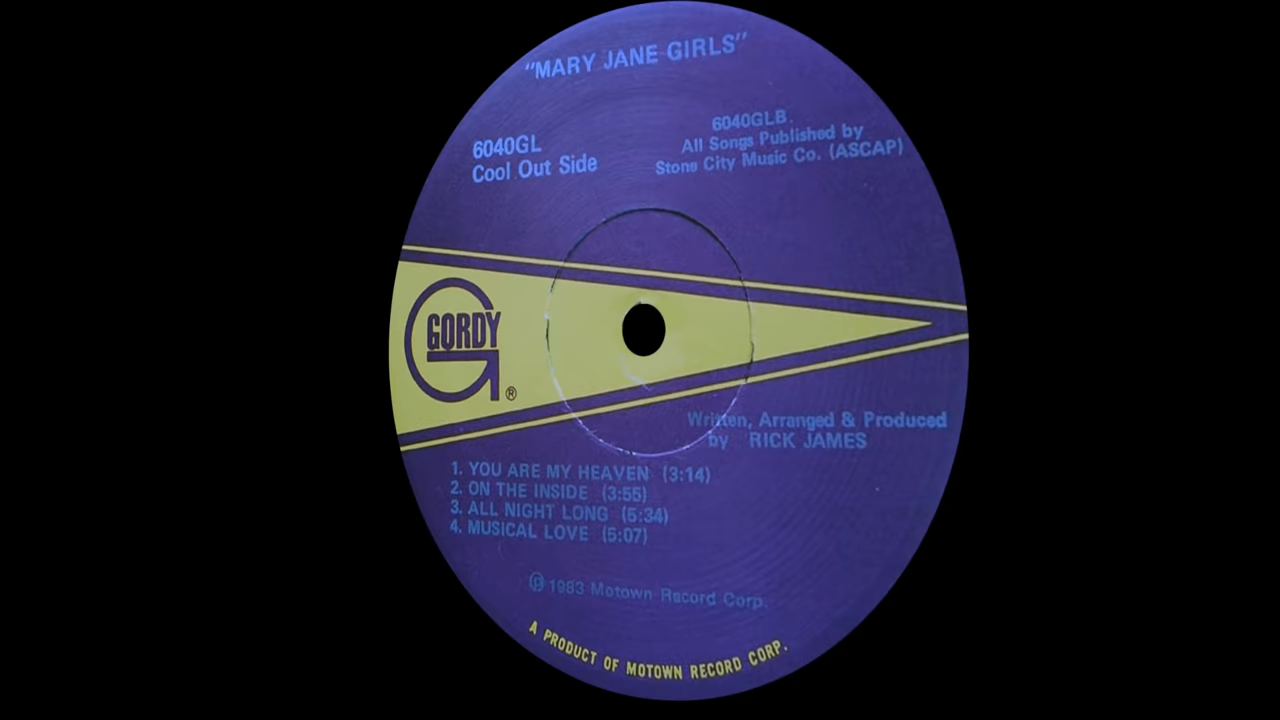 "MARY JANE GIRLS"
6040GL
Cool Out Side
6040GLB.
All Songs Published by
Stone City Music Co. (ASCAP)
GORDY
®
Written, Arranged & Produced
by RICK JAMES
1. YOU ARE MY HEAVEN (3:14)
2. ON THE INSIDE (3:55)
3. ALL NIGHT LONG (5:34)
4. MUSICAL LOVE (5:07)
℗ 1983 Motown Record Corp.
A PRODUCT OF MOTOWN RECORD CORP.